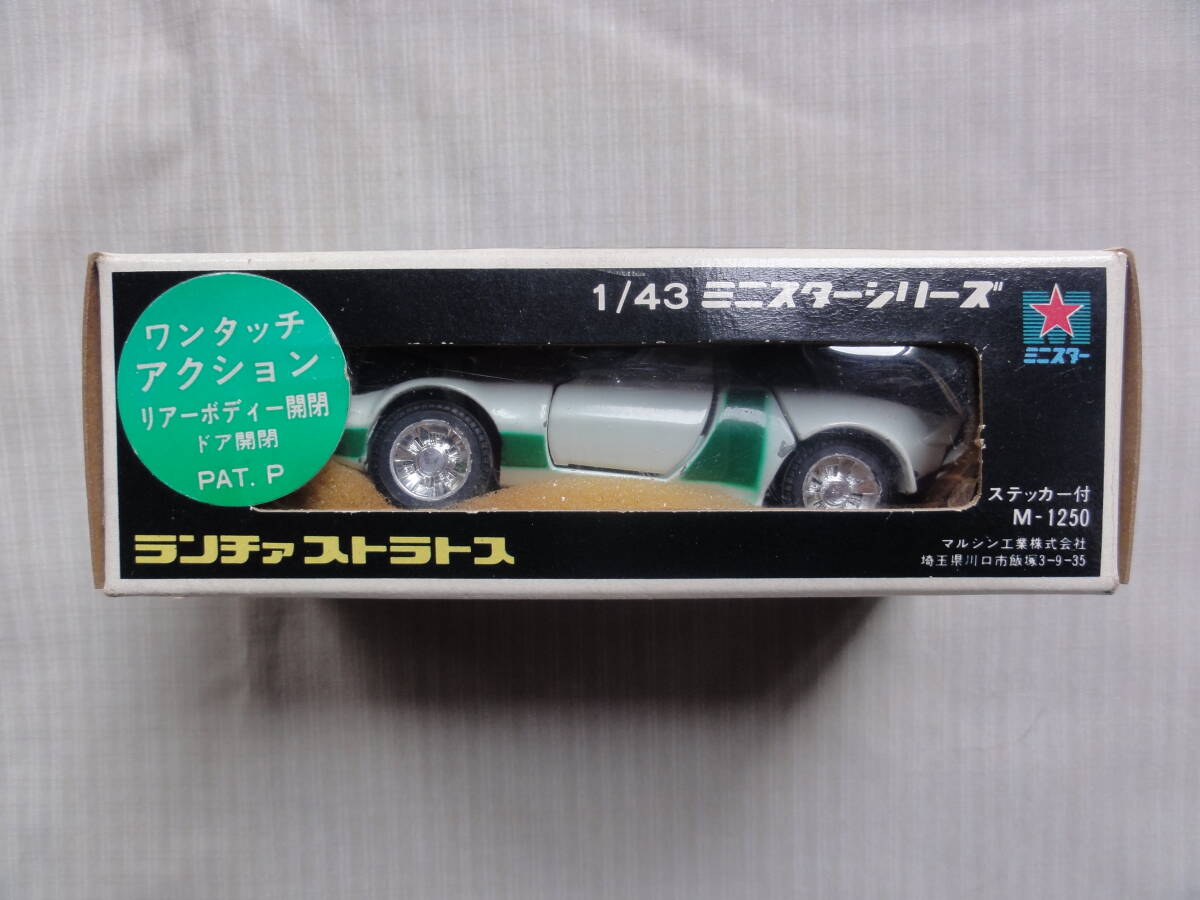 1/43 ミニスターシリーズ
ミニスター
ワンタッチ
アクション
リアーボディー開閉
ドア開閉
PAT. P
ステッカー付
M-1250
ランチァ ストラトス
マルシン工業株式会社
埼玉県川口市飯塚3-9-35